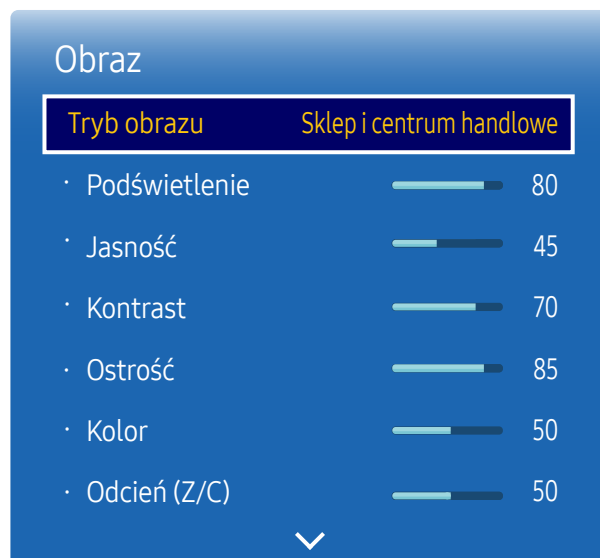 Obraz
Tryb obrazu Sklep i centrum handlowe
· Podświetlenie 80
· Jasność 45
· Kontrast 70
· Ostrość 85
· Kolor 50
· Odcień (Z/C) 50